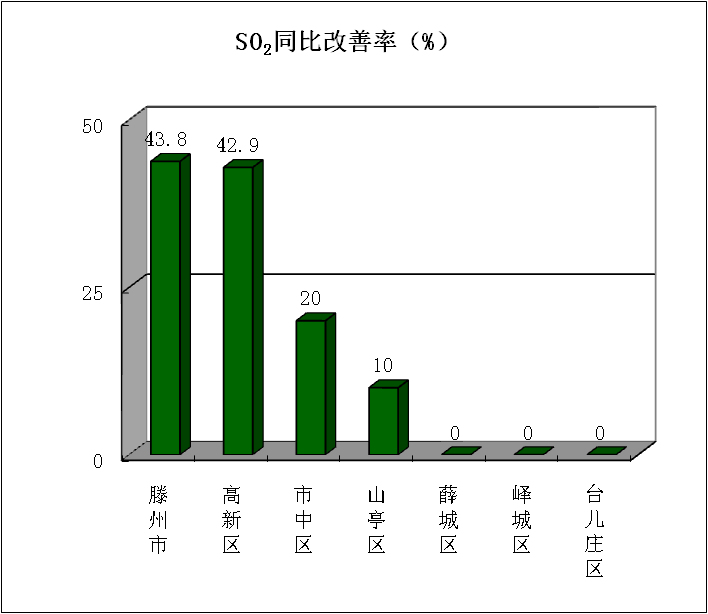 SO2同比改善率（%）
50
25
0
43.8
42.9
20
10
0
0
0
滕州市
高新区
市中区
山亭区
薛城区
峄城区
台儿庄区